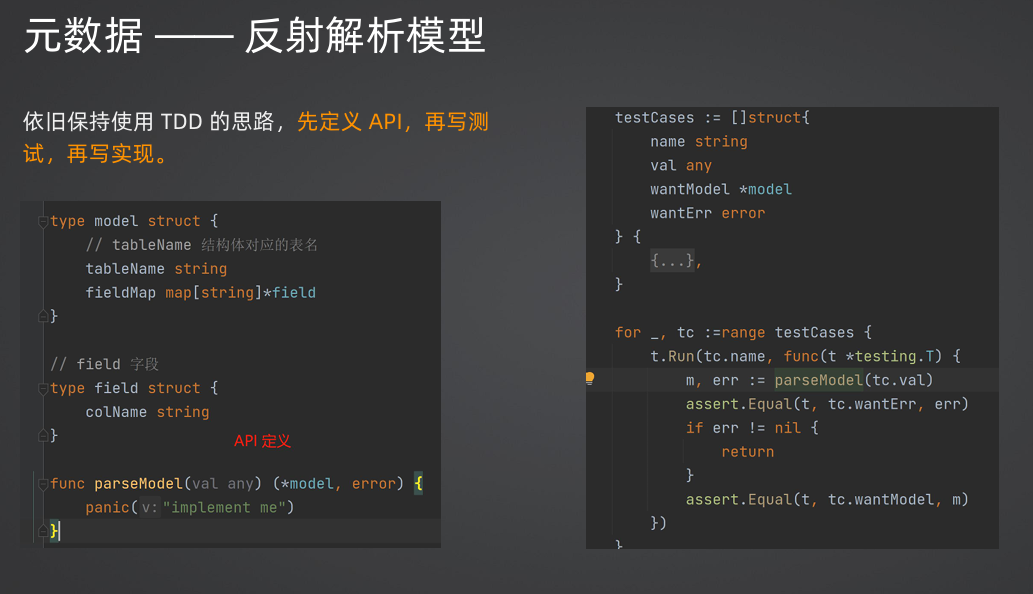 元数据 —— 反射解析模型
依旧保持使用 TDD 的思路，先定义 API，再写测
试，再写实现。
type model struct {
// tableName 结构体对应的表名
tableName string
fieldMap map[string]*field
}
// field 字段
type field struct {
colName string
}
API 定义
func parseModel(val any) (*model, error) {
panic( v: "implement me")
}
testCases := []struct{
name string
val any
wantModel *model
wantErr error
} {
{...},
}
for _, tc :=range testCases {
t.Run(tc.name, func(t *testing.T) {
m, err := parseModel(tc.val)
assert.Equal(t, tc.wantErr, err)
if err != nil {
return
}
assert.Equal(t, tc.wantModel, m)
})
}